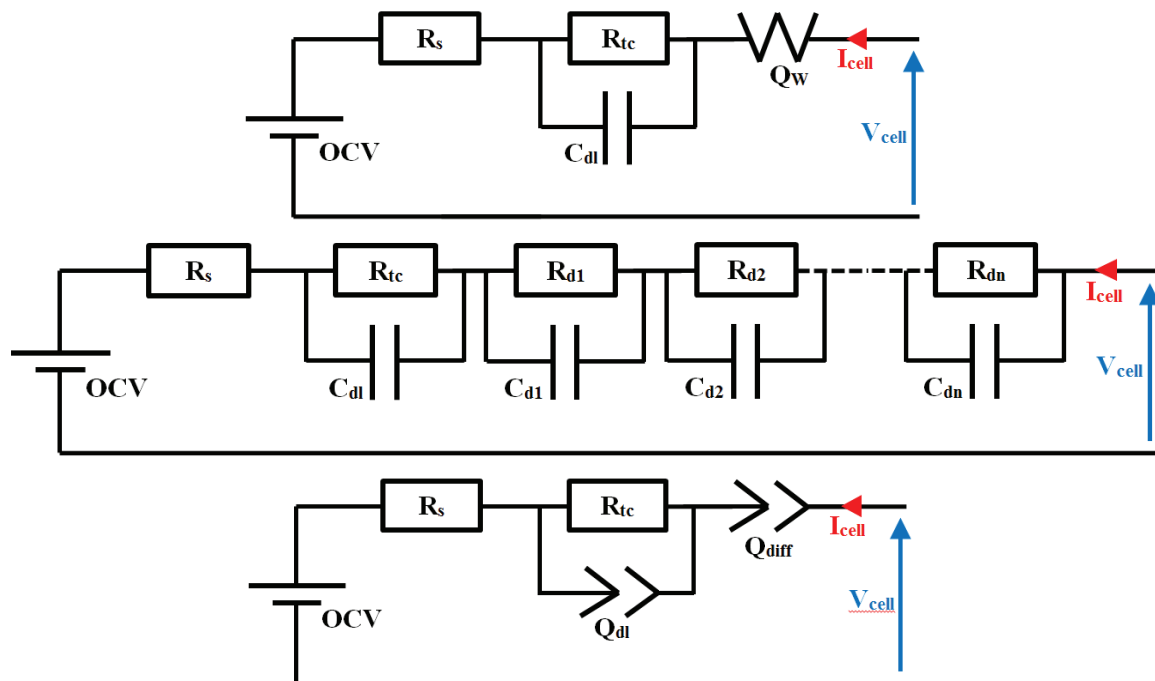 Rs
Rtc
QW
Icell
Vcell
Cdl
OCV
Rs
Rtc
Rd1
Rd2
Rdn
Icell
Vcell
OCV
Cdl
Cd1
Cd2
Cdn
Rs
Rtc
Qdiff
Icell
Vcell
OCV
Qdl